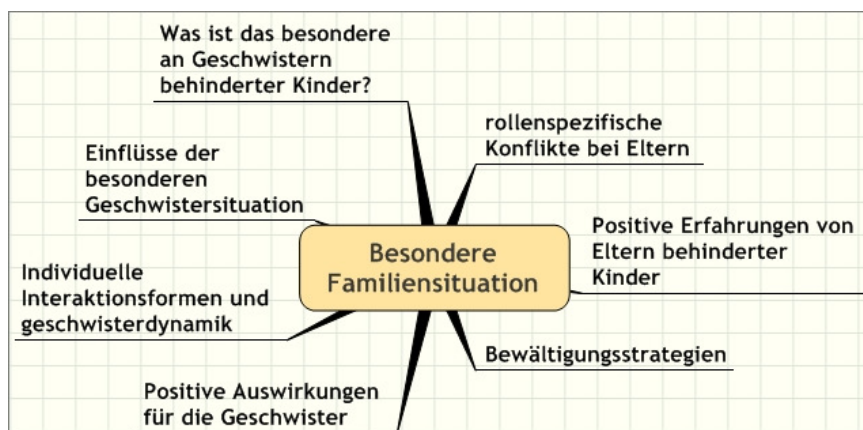 Was ist das besondere
an Geschwistern
behinderter Kinder?
rollenspezifische
Konflikte bei Eltern
Einflüsse der
besonderen
Geschwistersituation
Positive Erfahrungen von
Eltern behinderter
Kinder
Besondere
Familiensituation
Individuelle
Interaktionsformen und
geschwisterdynamik
Bewältigungsstrategien
Positive Auswirkungen
für die Geschwister